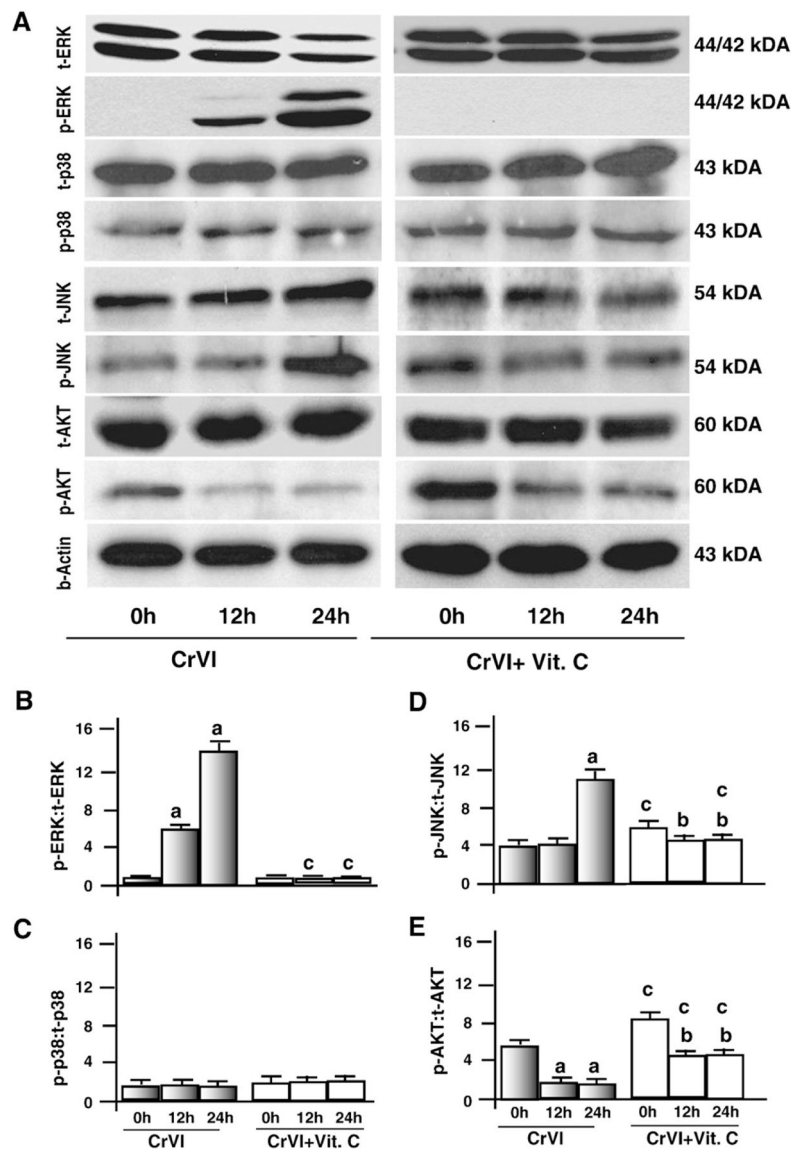 A
t-ERK 44/42 kDA
p-ERK 44/42 kDA
t-p38 43 kDA
p-p38 43 kDA
t-JNK 54 kDA
p-JNK 54 kDA
t-AKT 60 kDA
p-AKT 60 kDA
b-Actin 43 kDA
0h 12h 24h 0h 12h 24h
CrVI CrVI+ Vit. C
B
p-ERK:t-ERK
16
12
8
4
0
a
a
c c
D
p-JNK:t-JNK
16
12
8
4
0
a
c
c b b
C
p-p38:t-p38
16
12
8
4
0
0h 12h 24h 0h 12h 24h
CrVI CrVI+Vit. C
E
p-AKT:t-AKT
16
12
8
4
0
c
c c
a a b b
0h 12h 24h 0h 12h 24h
CrVI CrVI+Vit. C